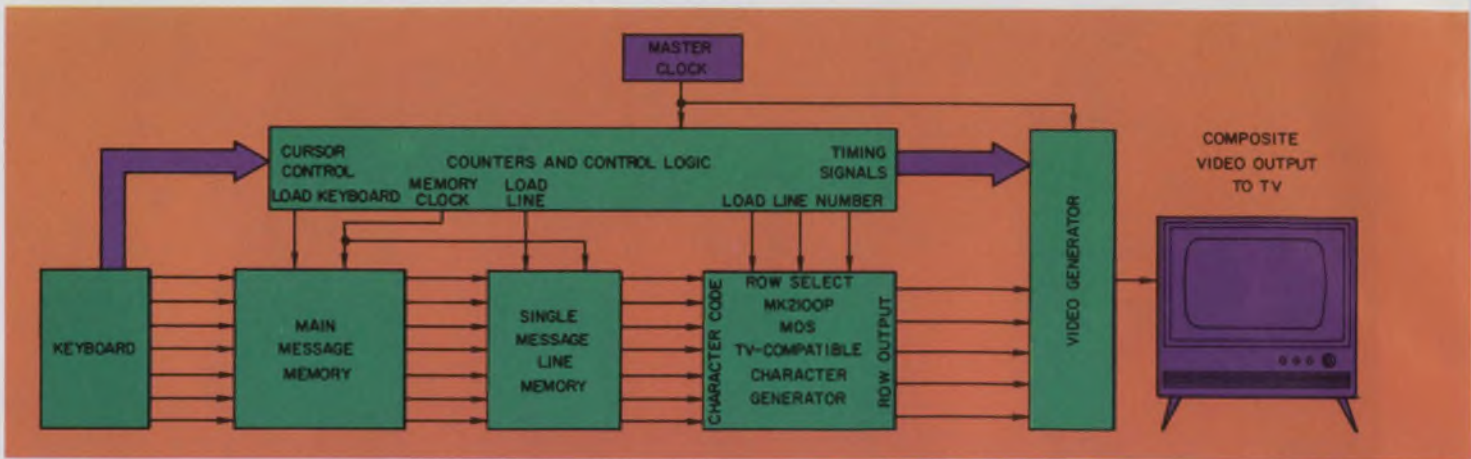 MASTER
CLOCK
CURSOR
CONTROL
COUNTERS AND CONTROL LOGIC
TIMING
SIGNALS
LOAD KEYBOARD
MEMORY
CLOCK
LOAD
LINE
LOAD LINE NUMBER
COMPOSITE
VIDEO OUTPUT
TO TV
KEYBOARD
MAIN
MESSAGE
MEMORY
SINGLE
MESSAGE
LINE
MEMORY
CHARACTER CODE
ROW SELECT
MK2100P
MOS
TV-COMPATIBLE
CHARACTER
GENERATOR
ROW OUTPUT
VIDEO GENERATOR